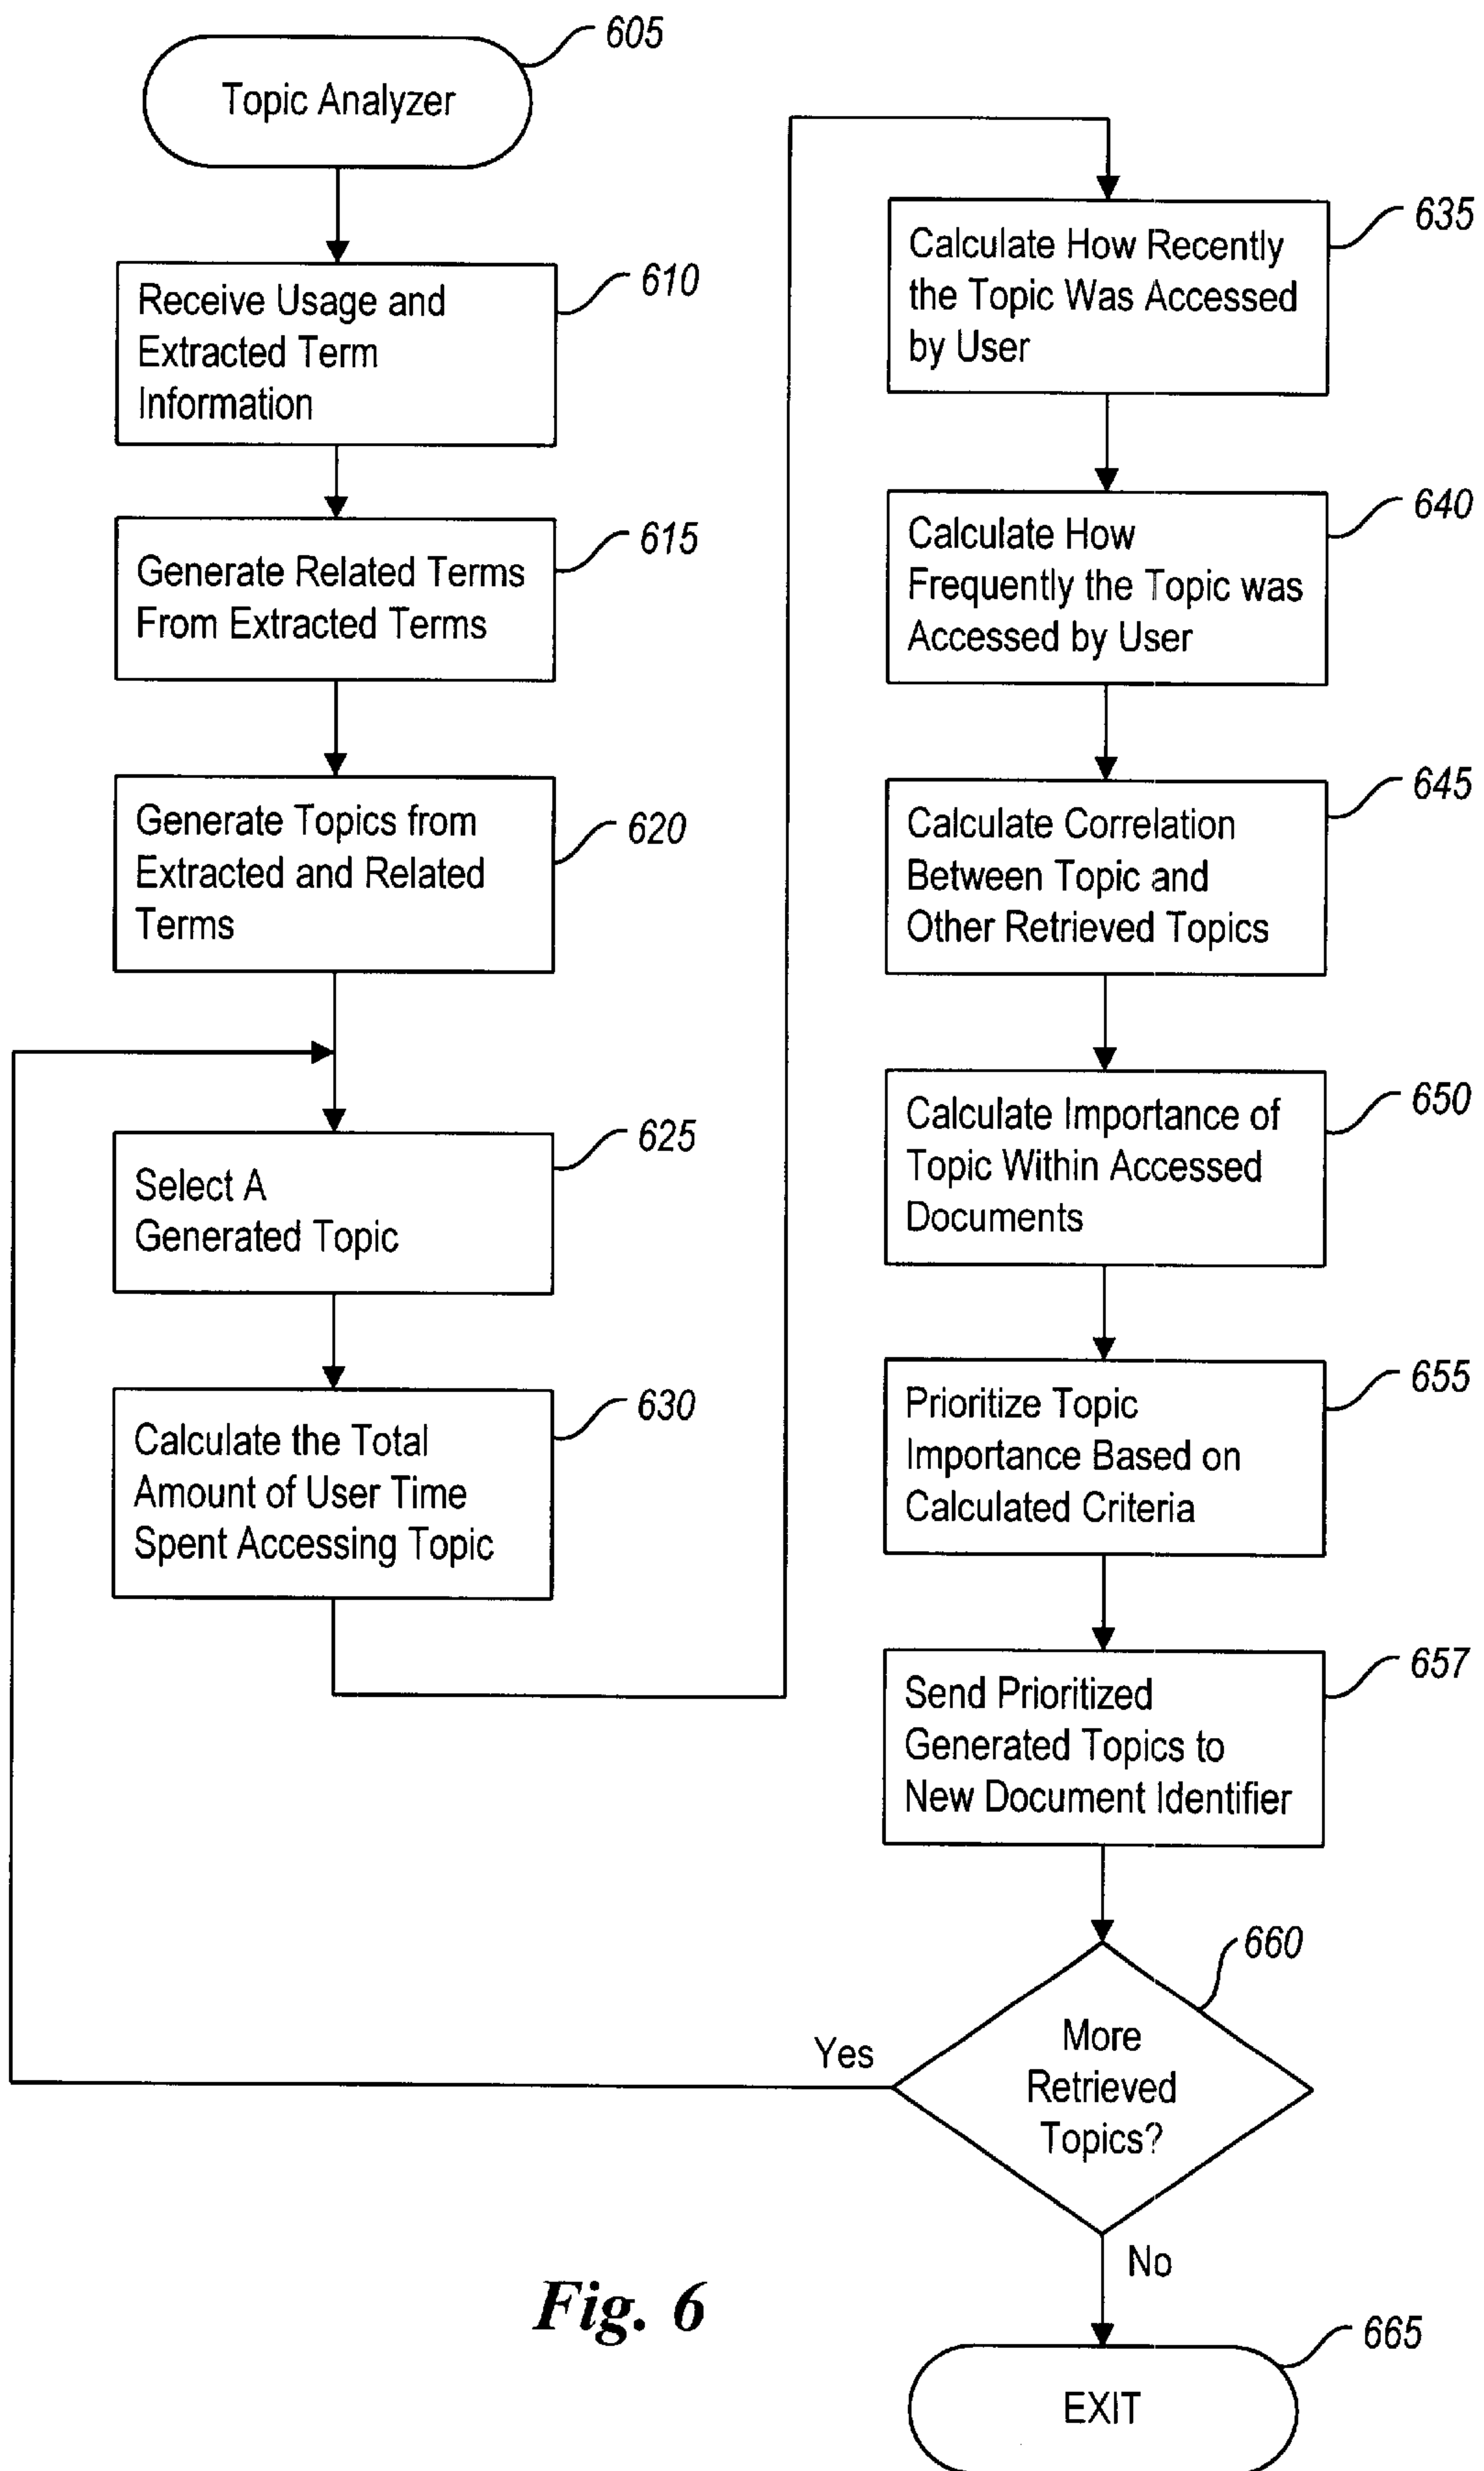 605
Topic Analyzer
610
Receive Usage and
Extracted Term
Information
615
Generate Related Terms
From Extracted Terms
620
Generate Topics from
Extracted and Related
Terms
625
Select A
Generated Topic
630
Calculate the Total
Amount of User Time
Spent Accessing Topic
635
Calculate How Recently
the Topic Was Accessed
by User
640
Calculate How
Frequently the Topic was
Accessed by User
645
Calculate Correlation
Between Topic and
Other Retrieved Topics
650
Calculate Importance of
Topic Within Accessed
Documents
655
Prioritize Topic
Importance Based on
Calculated Criteria
657
Send Prioritized
Generated Topics to
New Document Identifier
660
More
Retrieved
Topics?
Yes
No
665
EXIT
Fig. 6